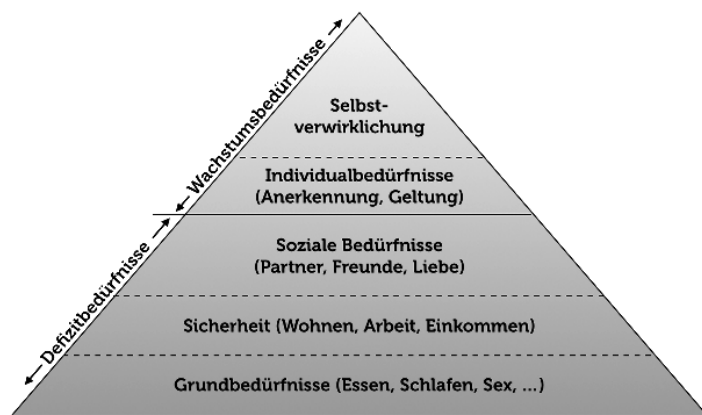 Wachstumsbedürfnisse
Defizitbedürfnisse
Selbst-
verwirklichung
Individualbedürfnisse
(Anerkennung, Geltung)
Soziale Bedürfnisse
(Partner, Freunde, Liebe)
Sicherheit (Wohnen, Arbeit, Einkommen)
Grundbedürfnisse (Essen, Schlafen, Sex, ...)